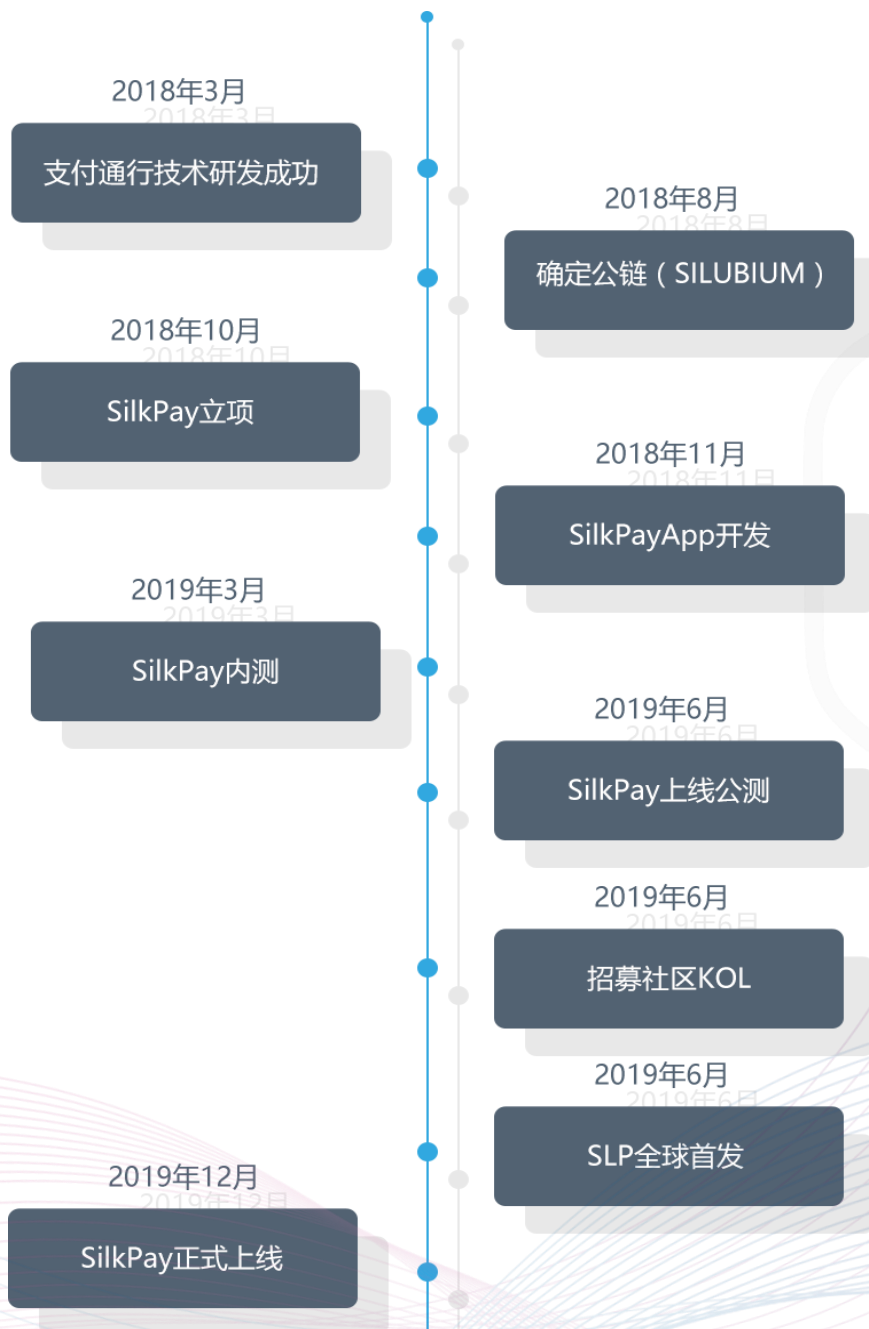 2018年3月
支付通行技术研发成功
2018年8月
确定公链（SILUBIUM）
2018年10月
SilkPay立项
2018年11月
SilkPayApp开发
2019年3月
SilkPay内测
2019年6月
SilkPay上线公测
2019年6月
招募社区KOL
2019年6月
SLP全球首发
2019年12月
SilkPay正式上线